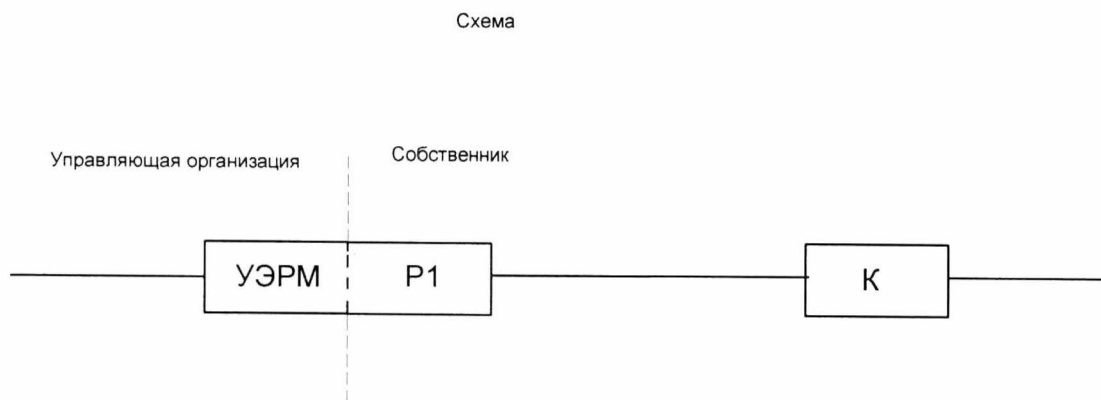 Схема
Управляющая организация
Собственник
УЭРМ
Р1
К